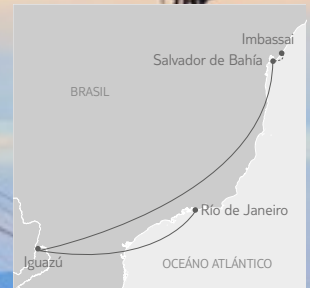 Imbassai
Salvador de Bahía
BRASIL
Río de Janeiro
Iguazú
OCEÁNO ATLÁNTICO